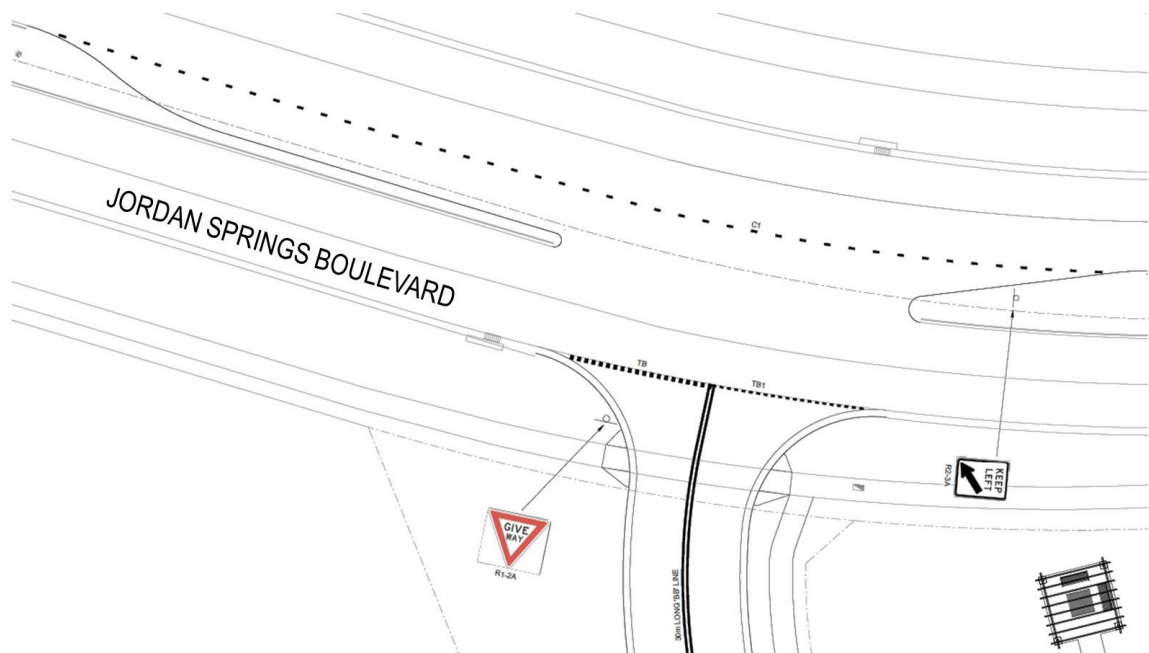 C1
JORDAN SPRINGS BOULEVARD
TB
TB1
KEEP
LEFT
R2-3A
GIVE
WAY
R1-2A
30m LONG 'BB' LINE